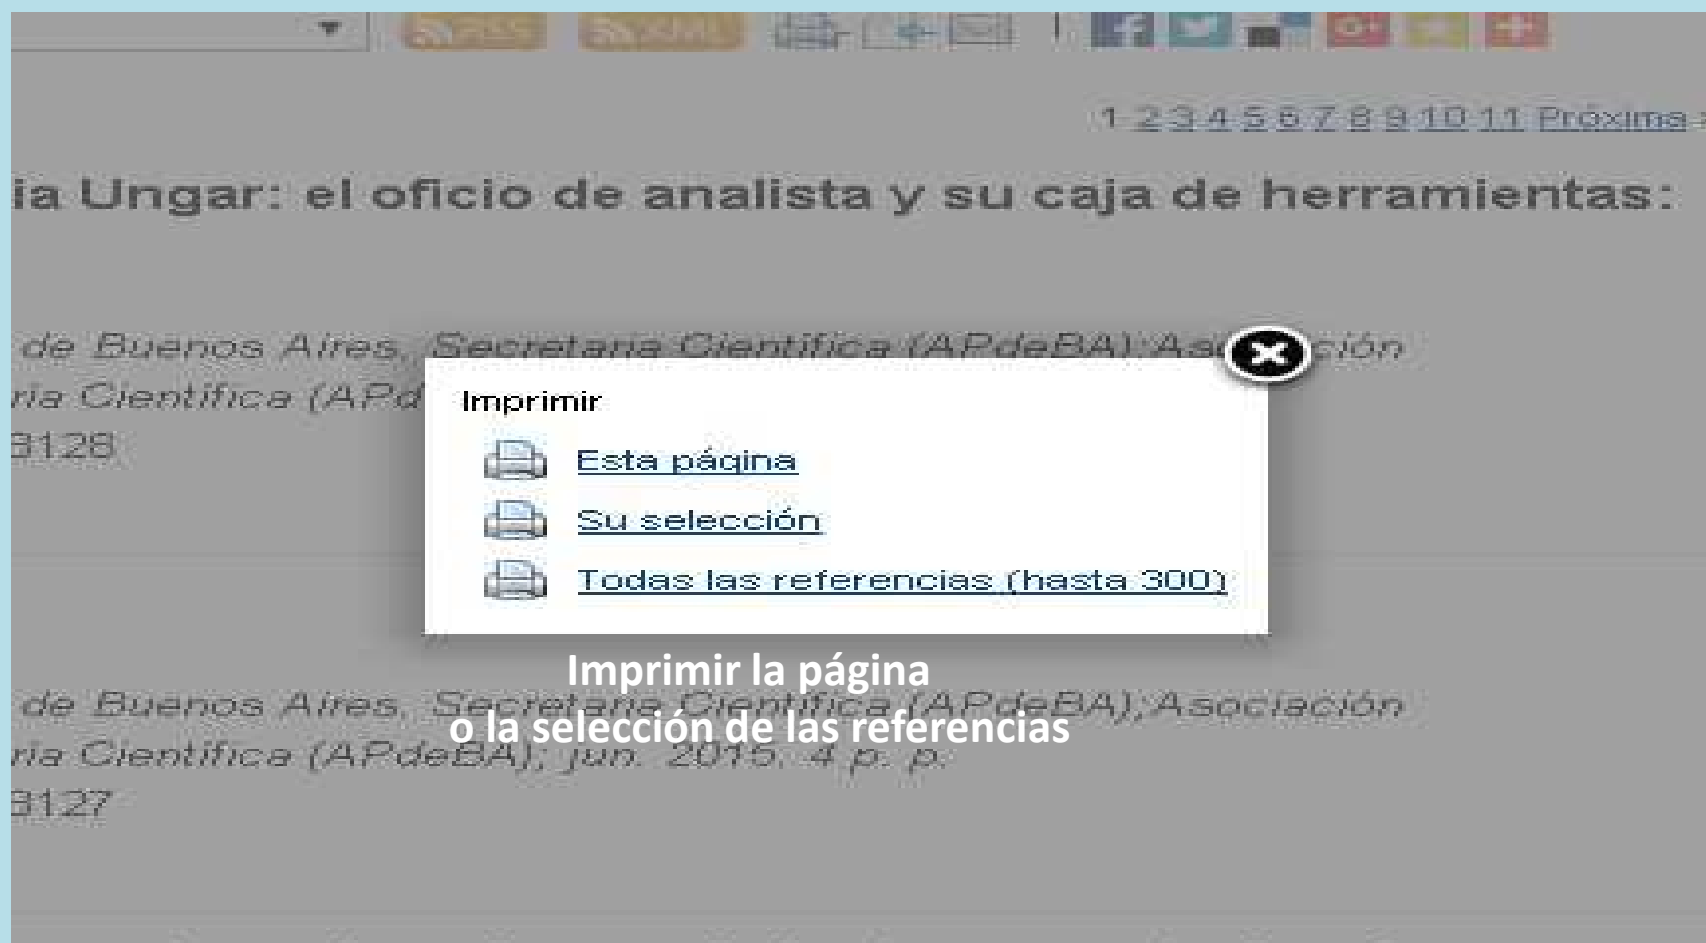 RSS XML
1 2 3 4 5 6 7 8 9 10 11 Próxima
ia Ungar: el oficio de analista y su caja de herramientas:
de Buenos Aires, Secretaria Científica (APdeBA); Asociación
ria Científica (APd
3128
Imprimir
Esta página
Su selección
Todas las referencias (hasta 300)
Imprimir la página
o la selección de las referencias
de Buenos Aires, Secretaria Científica (APdeBA); Asociación
ria Científica (APdeBA); jun. 2015. 4 p. p.
3127